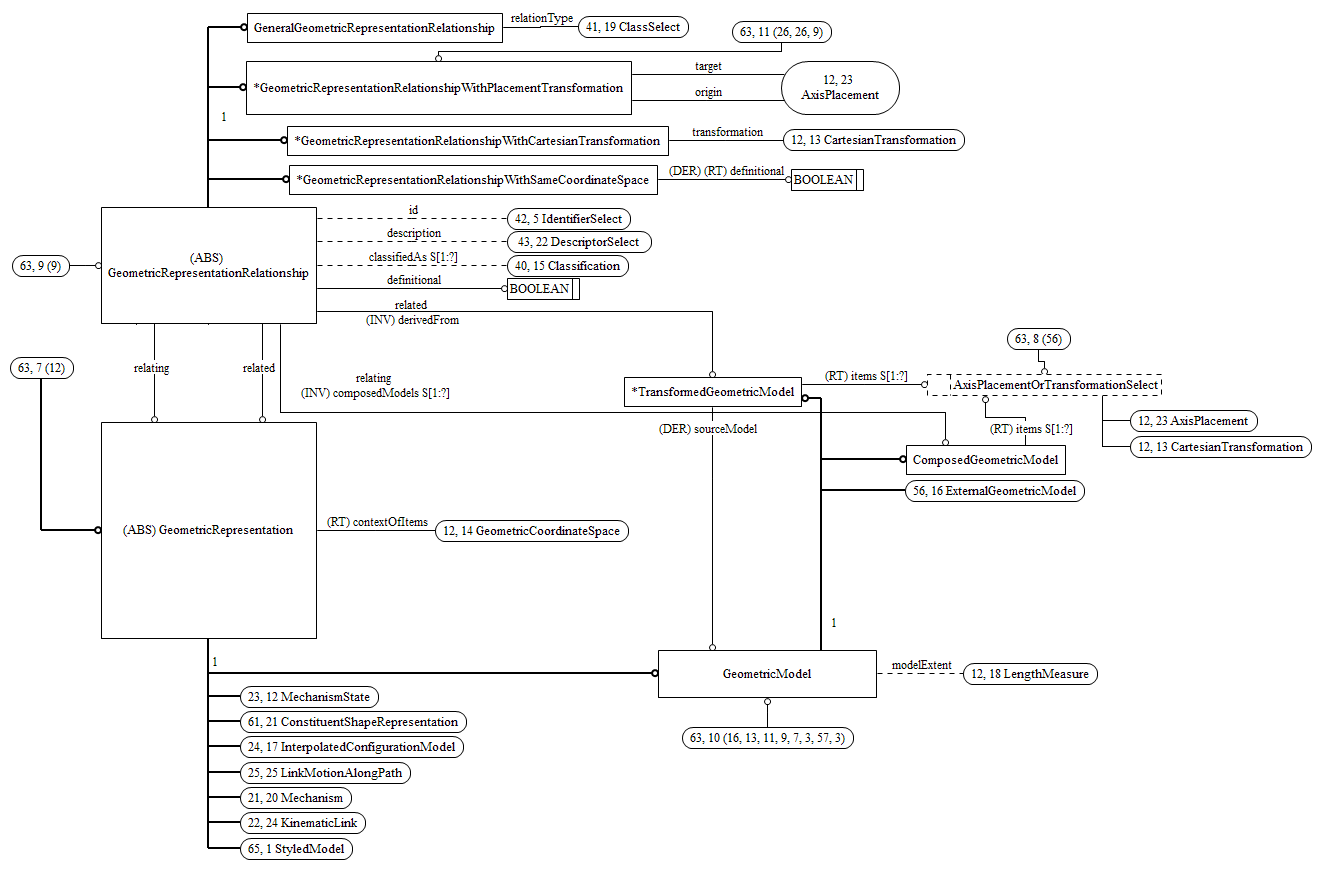 GeneralGeometricRepresentationRelationship
relationType
41, 19 ClassSelect
63, 11 (26, 26, 9)
*GeometricRepresentationRelationshipWithPlacementTransformation
target
origin
12, 23
AxisPlacement
1
*GeometricRepresentationRelationshipWithCartesianTransformation
transformation
12, 13 CartesianTransformation
*GeometricRepresentationRelationshipWithSameCoordinateSpace
(DER) (RT) definitional
BOOLEAN
(ABS)
GeometricRepresentationRelationship
63, 9 (9)
id
42, 5 IdentifierSelect
description
43, 22 DescriptorSelect
classifiedAs S[1:?]
40, 15 Classification
definitional
BOOLEAN
related
(INV) derivedFrom
63, 8 (56)
63, 7 (12)
relating
related
relating
(INV) composedModels S[1:?]
*TransformedGeometricModel
(RT) items S[1:?]
AxisPlacementOrTransformationSelect
(DER) sourceModel
(RT) items S[1:?]
12, 23 AxisPlacement
12, 13 CartesianTransformation
ComposedGeometricModel
56, 16 ExternalGeometricModel
(ABS) GeometricRepresentation
(RT) contextOfItems
12, 14 GeometricCoordinateSpace
1
1
GeometricModel
modelExtent
12, 18 LengthMeasure
63, 10 (16, 13, 11, 9, 7, 3, 57, 3)
23, 12 MechanismState
61, 21 ConstituentShapeRepresentation
24, 17 InterpolatedConfigurationModel
25, 25 LinkMotionAlongPath
21, 20 Mechanism
22, 24 KinematicLink
65, 1 StyledModel